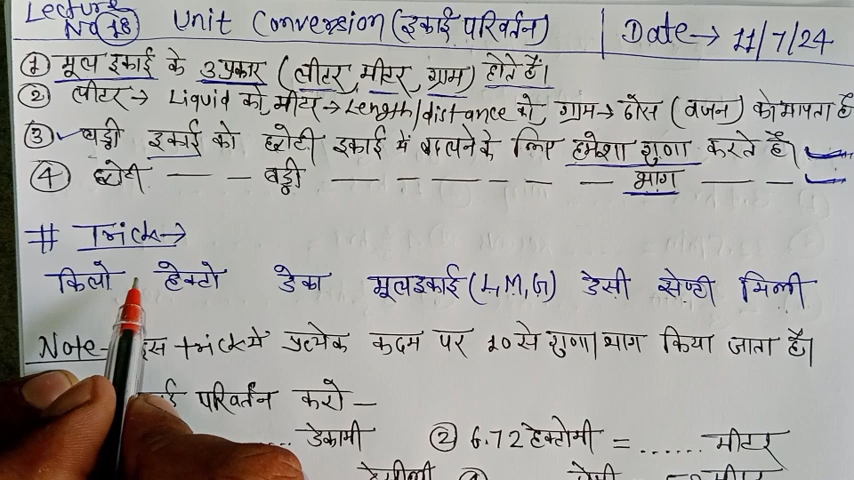 Lecture No 18 Unit Conversion (इकाई परिवर्तन) Date→ 11/7/24
① मूल इकाई के 3 प्रकार (लीटर, मीटर, ग्राम) होते हैं।
② लीटर→ Liquid को, मीटर→Length/distance को, ग्राम→ ठोस (वजन) को मापता है
③ बड़ी इकाई को छोटी इकाई में बदलने के लिए हमेशा गुणा करते है।
④ छोटी — — बड़ी — — — — — — भाग — —
# Trick→
किलो हेक्टो डेका मूलइकाई (L, M, G) डेसी सेण्टी मिली
Note- इस trick में प्रत्येक कदम पर 10 से गुणा/भाग किया जाता है।
परिवर्तन करो—
..... डेकामी ② 6.72 हेक्टोमी = ...... मीटर